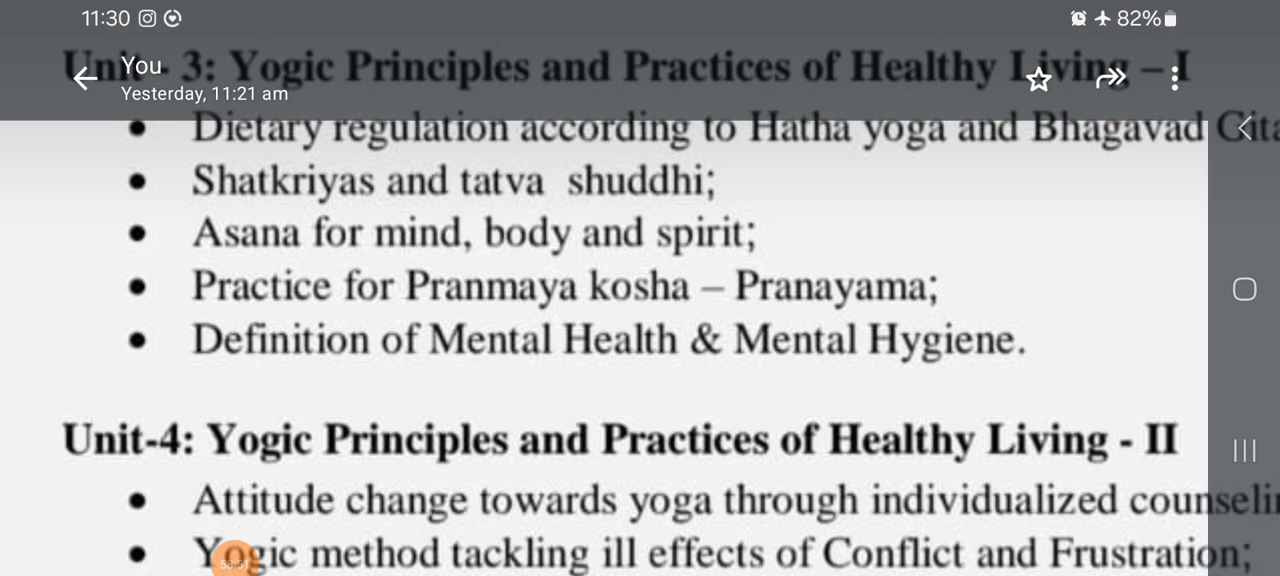 11:30 82%
Unit- 3: Yogic Principles and Practices of Healthy Living – I
You
Yesterday, 11:21 am
• Dietary regulation according to Hatha yoga and Bhagavad Gita
• Shatkriyas and tatva shuddhi;
• Asana for mind, body and spirit;
• Practice for Pranmaya kosha – Pranayama;
• Definition of Mental Health & Mental Hygiene.
Unit-4: Yogic Principles and Practices of Healthy Living - II
• Attitude change towards yoga through individualized
• Yogic method tackling ill effects of Conflict and Frustration;